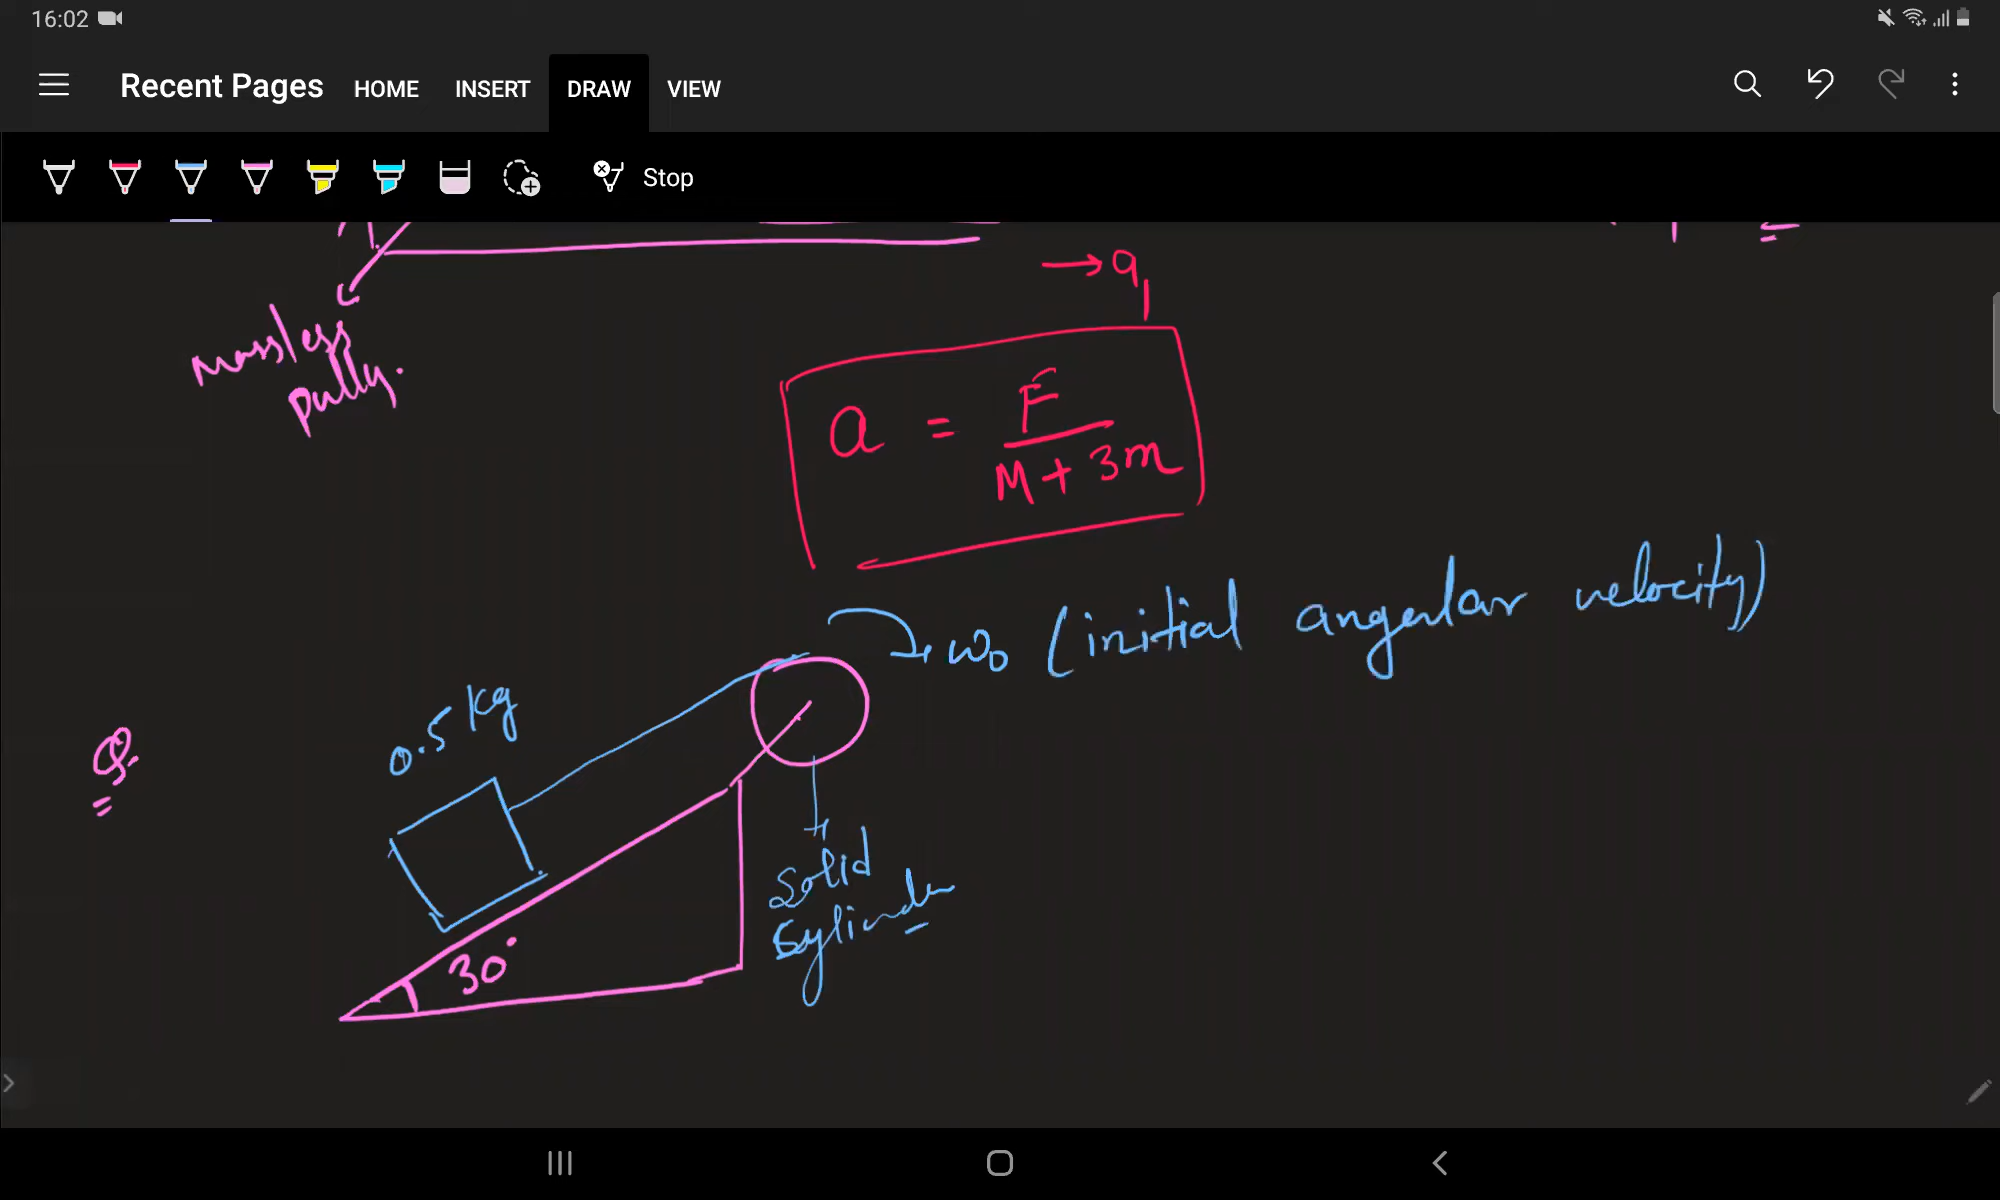 16:02
Recent Pages HOME INSERT DRAW VIEW
Stop
massless
pully.
a = F / M + 3m
ω₀ (initial angular velocity)
0.5 kg
Q.
Solid
Cylinder
30°